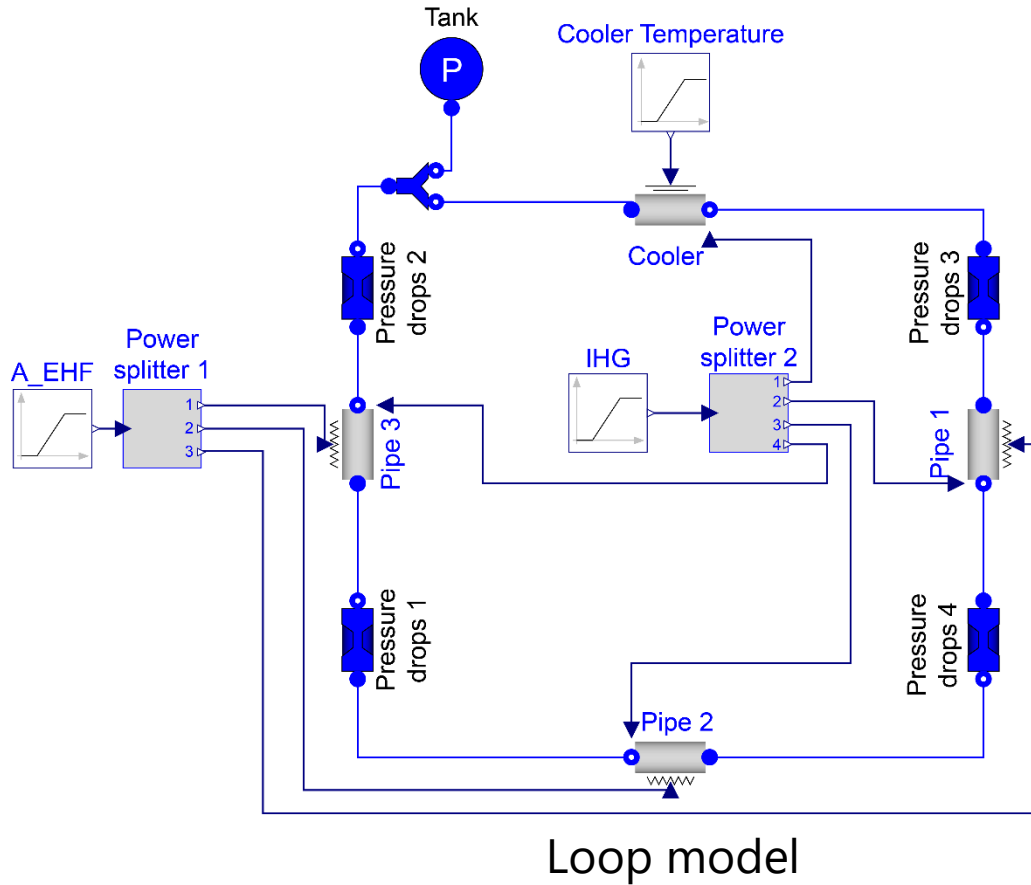 Tank
P
Cooler Temperature
Cooler
Pressure
drops 2
Pressure
drops 3
Power
splitter 1
A_EHF
1
2
3
IHG
Power
splitter 2
1
2
3
4
Pipe 3
Pipe 1
Pressure
drops 1
Pressure
drops 4
Pipe 2
Loop model